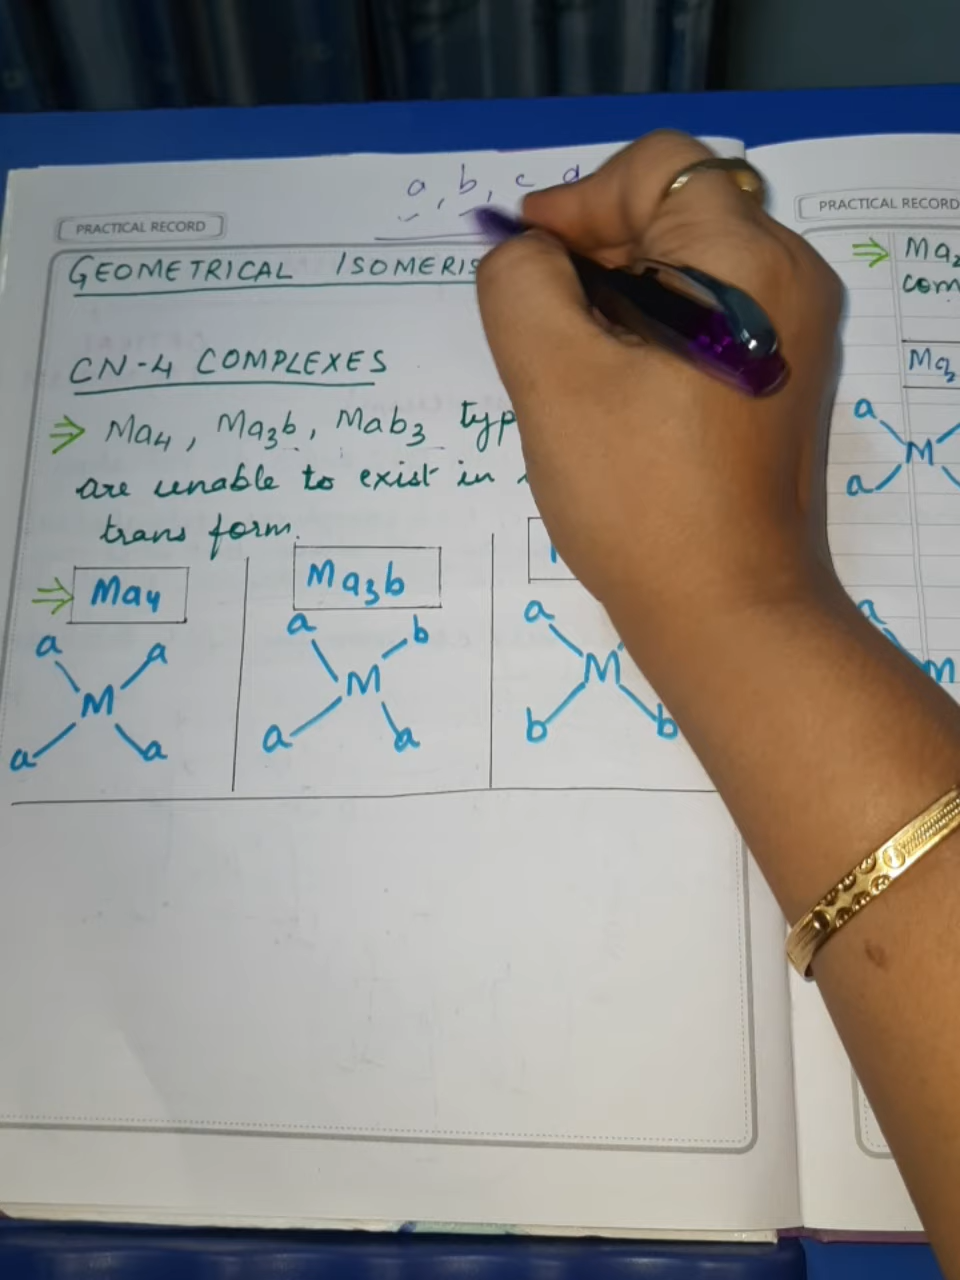 a, b, c d
PRACTICAL RECORD
GEOMETRICAL ISOMERIS
CN-4 COMPLEXES
⇒ Ma4, Ma3b, Mab3 typ
are unable to exist in
trans form.
⇒ Ma4
Ma3b
a a
M
a a
a b
M
a a
a
M
b b
PRACTICAL RECORD
⇒ Ma2
com
a
M
a
a
M